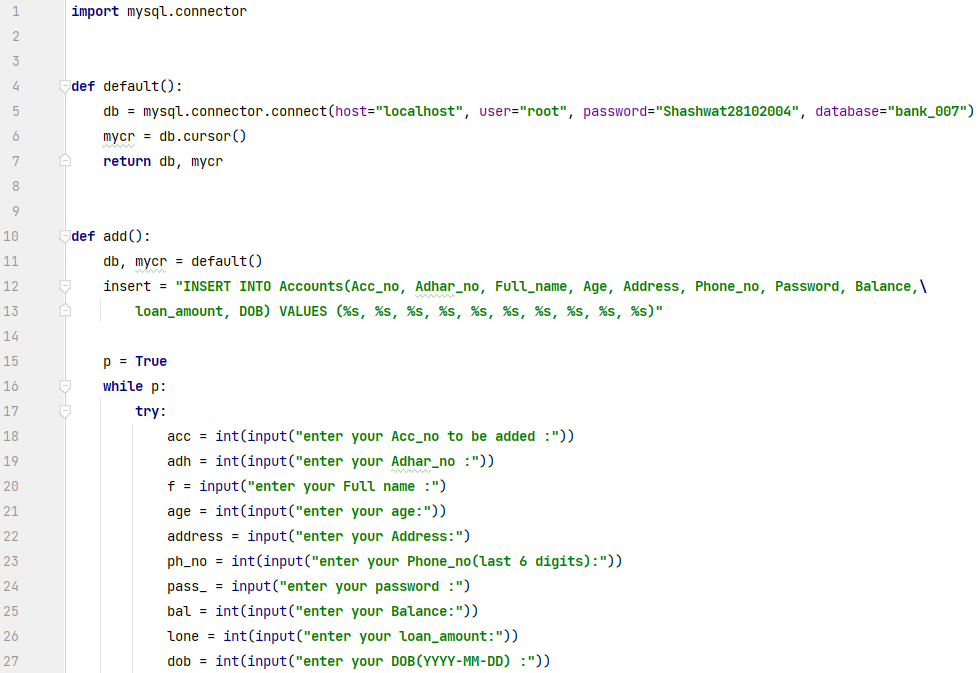 1 import mysql.connector
2
3
4 def default():
5     db = mysql.connector.connect(host="localhost", user="root", password="Shashwat28102004", database="bank_007")
6     mycr = db.cursor()
7     return db, mycr
8
9
10 def add():
11     db, mycr = default()
12     insert = "INSERT INTO Accounts(Acc_no, Adhar_no, Full_name, Age, Address, Phone_no, Password, Balance,\
13         loan_amount, DOB) VALUES (%s, %s, %s, %s, %s, %s, %s, %s, %s, %s)"
14
15     p = True
16     while p:
17         try:
18             acc = int(input("enter your Acc_no to be added :"))
19             adh = int(input("enter your Adhar_no :"))
20             f = input("enter your Full name :")
21             age = int(input("enter your age:"))
22             address = input("enter your Address:")
23             ph_no = int(input("enter your Phone_no(last 6 digits):"))
24             pass_ = input("enter your password :")
25             bal = int(input("enter your Balance:"))
26             lone = int(input("enter your loan_amount:"))
27             dob = int(input("enter your DOB(YYYY-MM-DD) :"))